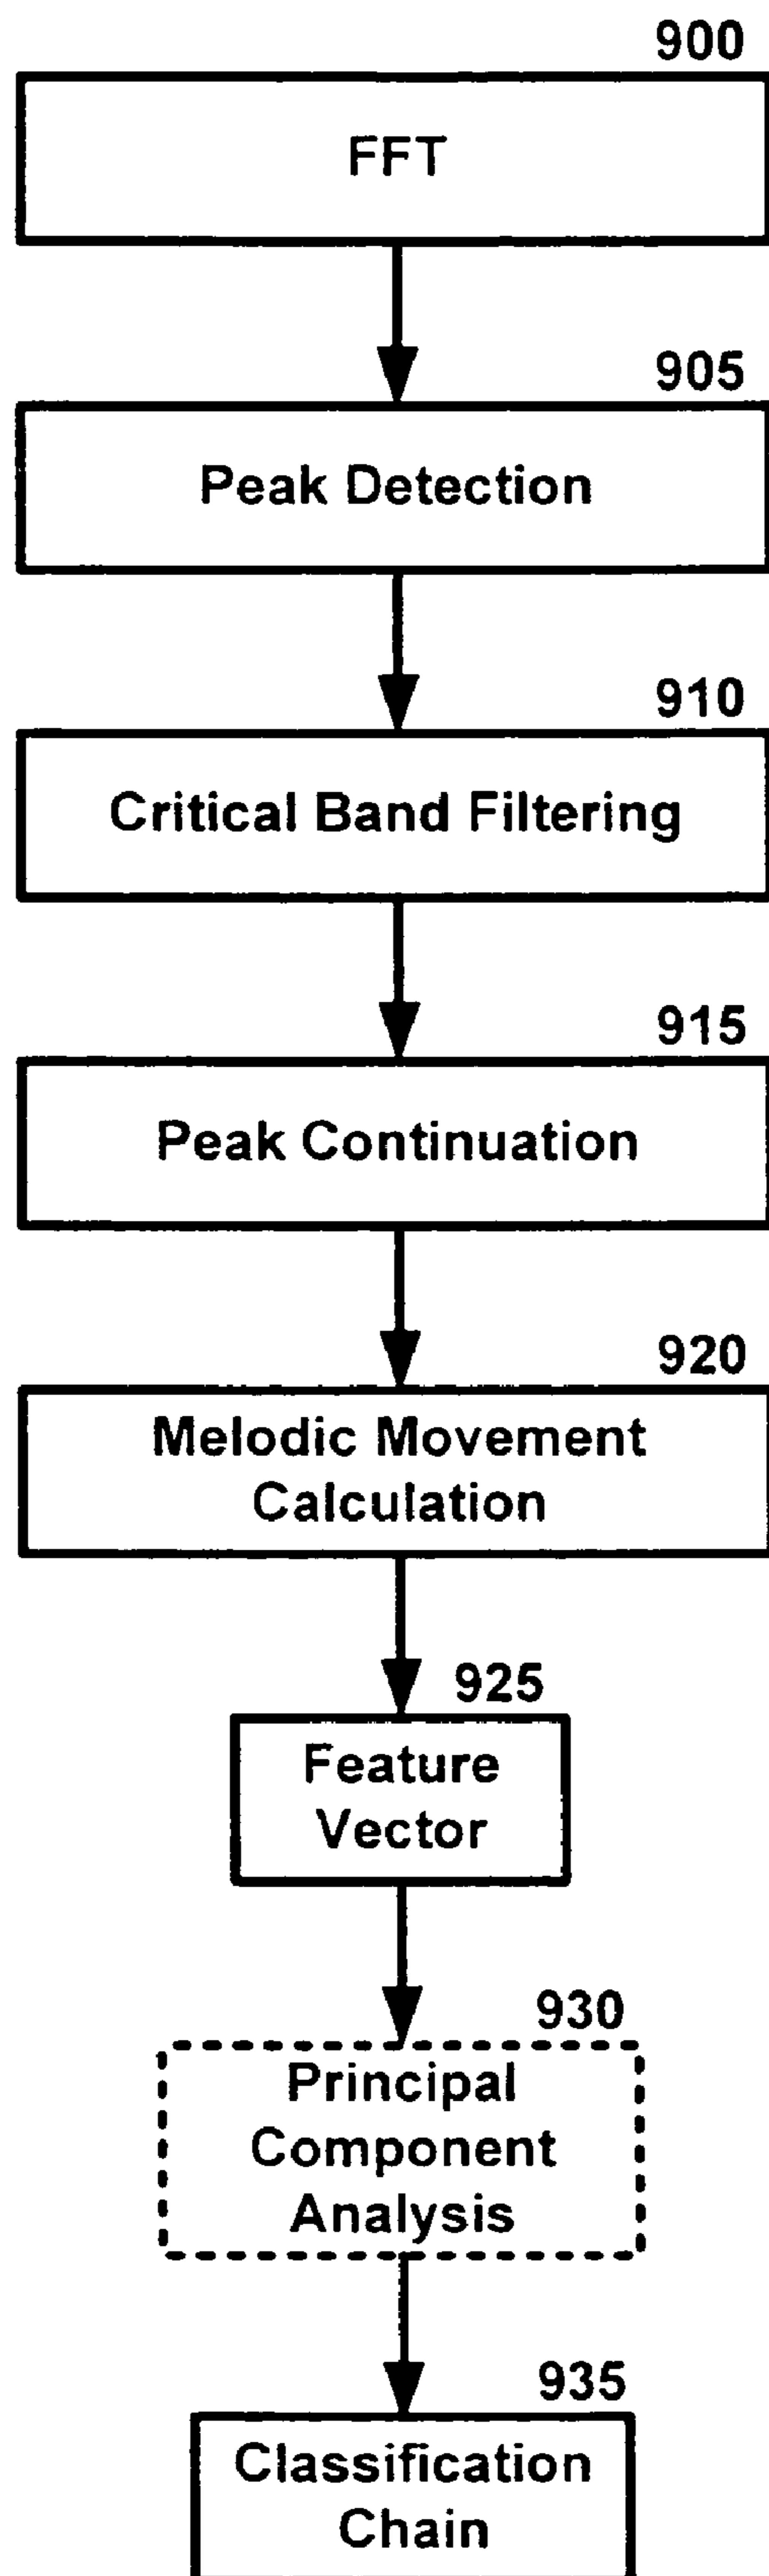 900
FFT
905
Peak Detection
910
Critical Band Filtering
915
Peak Continuation
920
Melodic Movement
Calculation
925
Feature
Vector
930
Principal
Component
Analysis
935
Classification
Chain